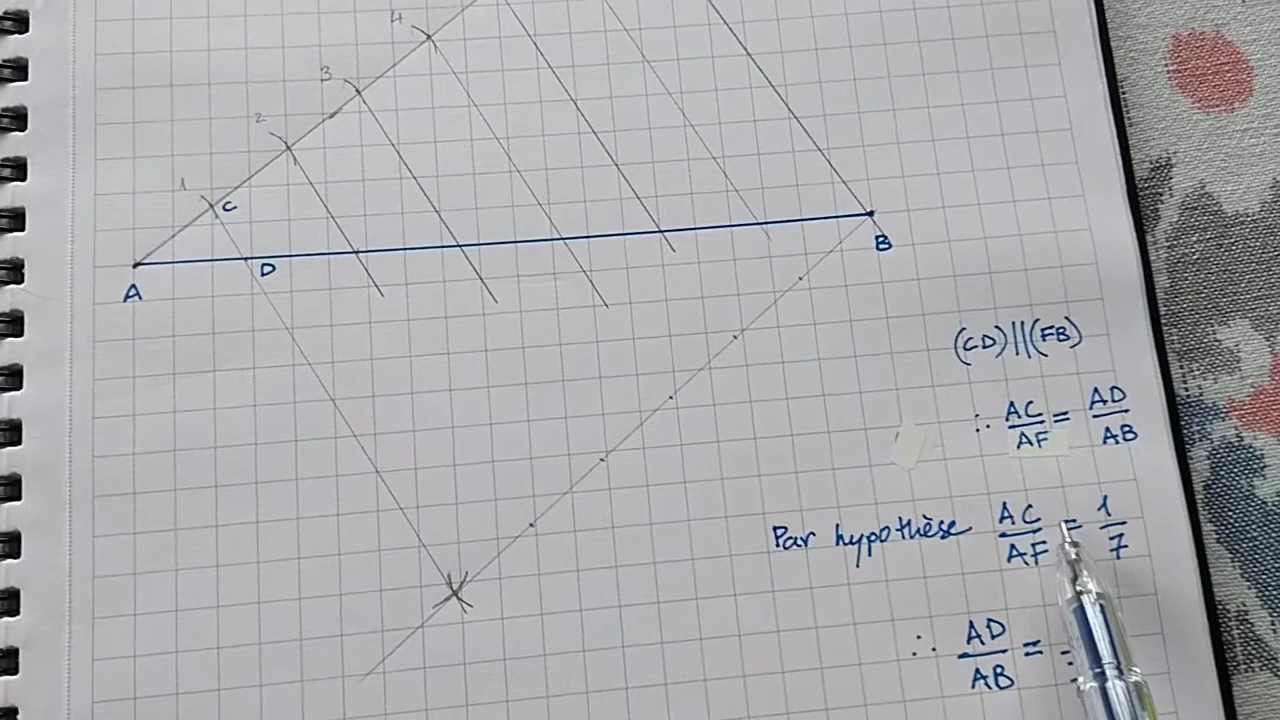 4
3
2
1
C
D
A
B
(CD)||(FB)
∴ AC/AF = AD/AB
Par hypothèse AC/AF = 1/7
∴ AD/AB =